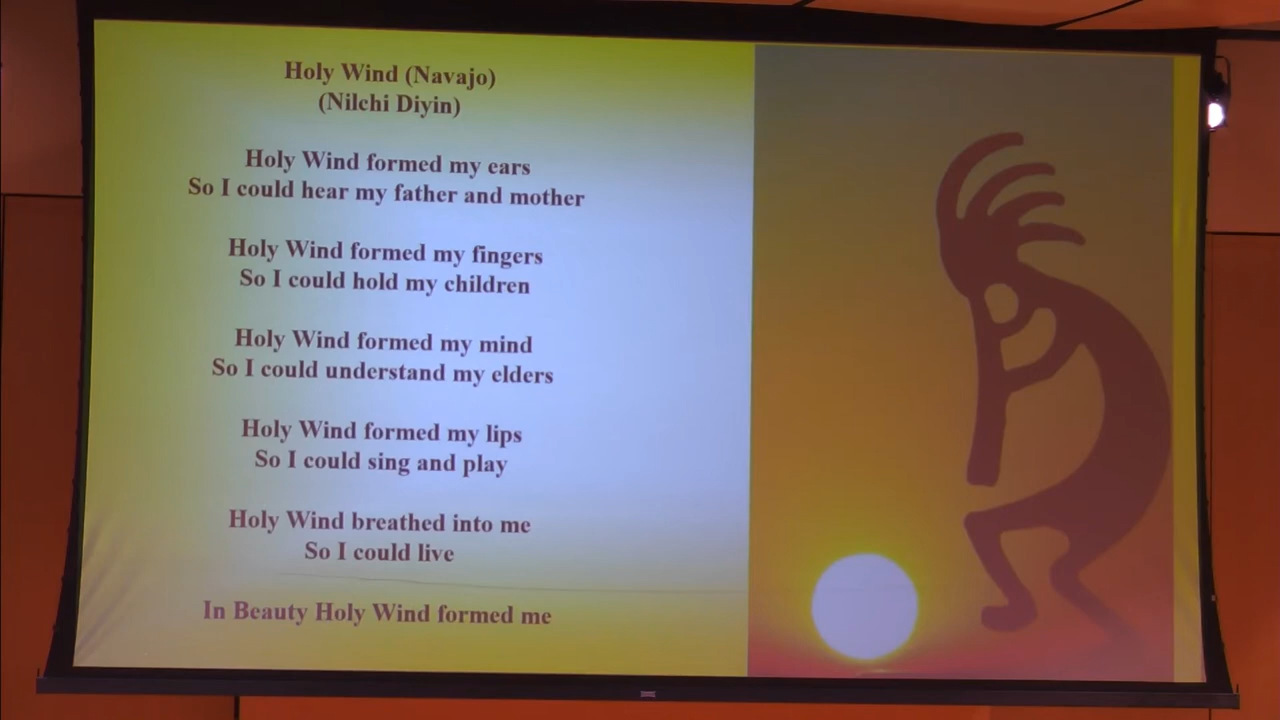 Holy Wind (Navajo)
(Nilchi Diyin)
Holy Wind formed my ears
So I could hear my father and mother
Holy Wind formed my fingers
So I could hold my children
Holy Wind formed my mind
So I could understand my elders
Holy Wind formed my lips
So I could sing and play
Holy Wind breathed into me
So I could live
In Beauty Holy Wind formed me